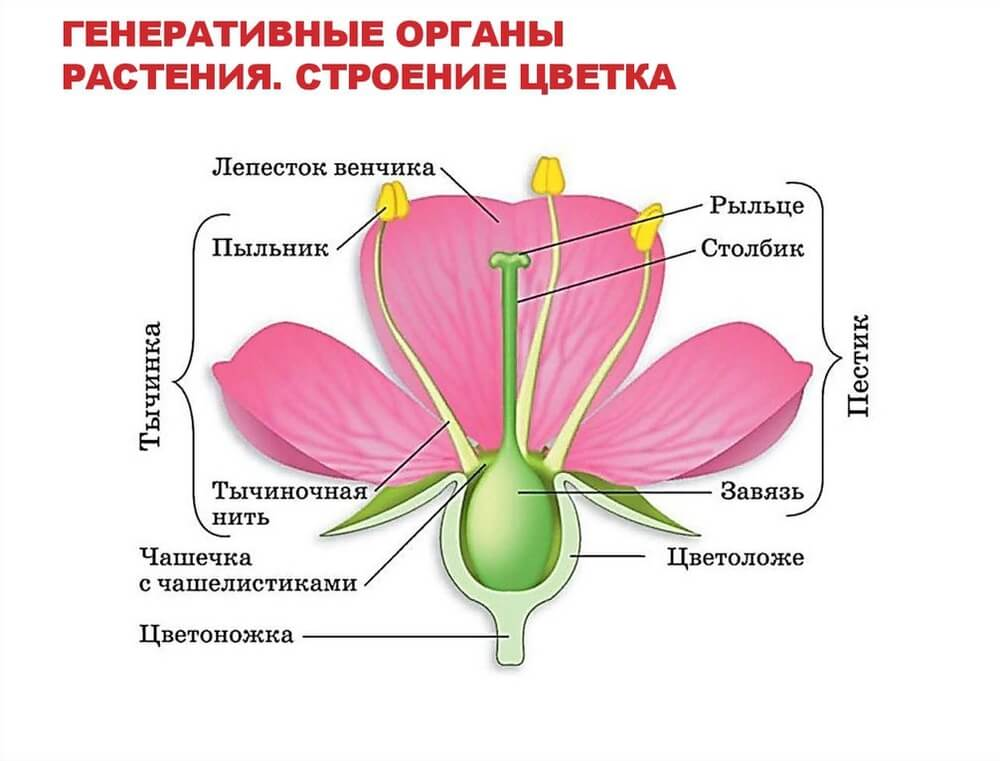 ГЕНЕРАТИВНЫЕ ОРГАНЫ
РАСТЕНИЯ. СТРОЕНИЕ ЦВЕТКА
Лепесток венчика
Пыльник
Тычинка
Тычиночная
нить
Чашечка
с чашелистиками
Цветоножка
Рыльце
Столбик
Пестик
Завязь
Цветоложе